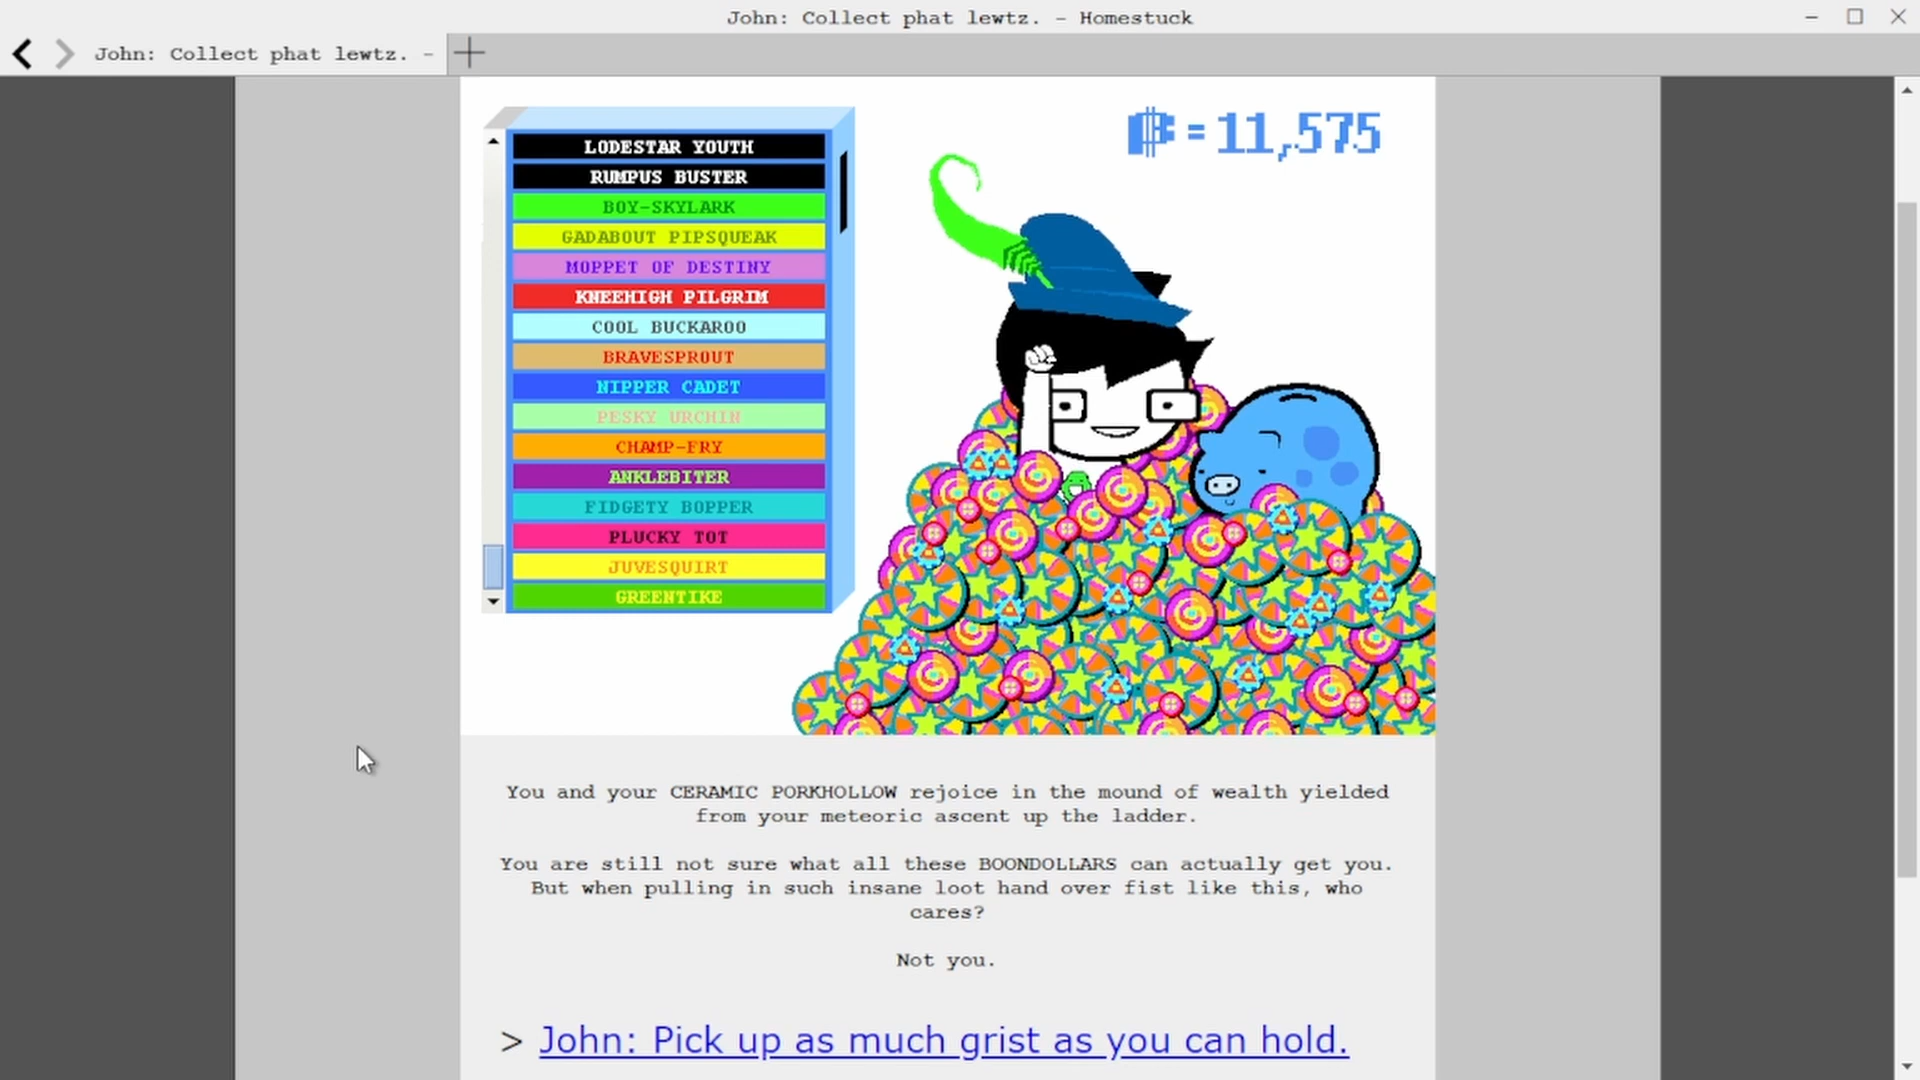 John: Collect phat lewtz. - Homestuck
John: Collect phat lewtz. -
= 11,575
LODESTAR YOUTH
RUMPUS BUSTER
BOY-SKYLARK
GADABOUT PIPSQUEAK
MOPPET OF DESTINY
KNEEHIGH PILGRIM
COOL BUCKAROO
BRAVESPROUT
NIPPER CADET
PESKY URCHIN
CHAMP-FRY
ANKLEBITER
FIDGETY BOPPER
PLUCKY TOT
JUVESQUIRT
GREENTIKE
You and your CERAMIC PORKHOLLOW rejoice in the mound of wealth yielded
from your meteoric ascent up the ladder.
You are still not sure what all these BOONDOLLARS can actually get you.
But when pulling in such insane loot hand over fist like this, who
cares?
Not you.
> John: Pick up as much grist as you can hold.